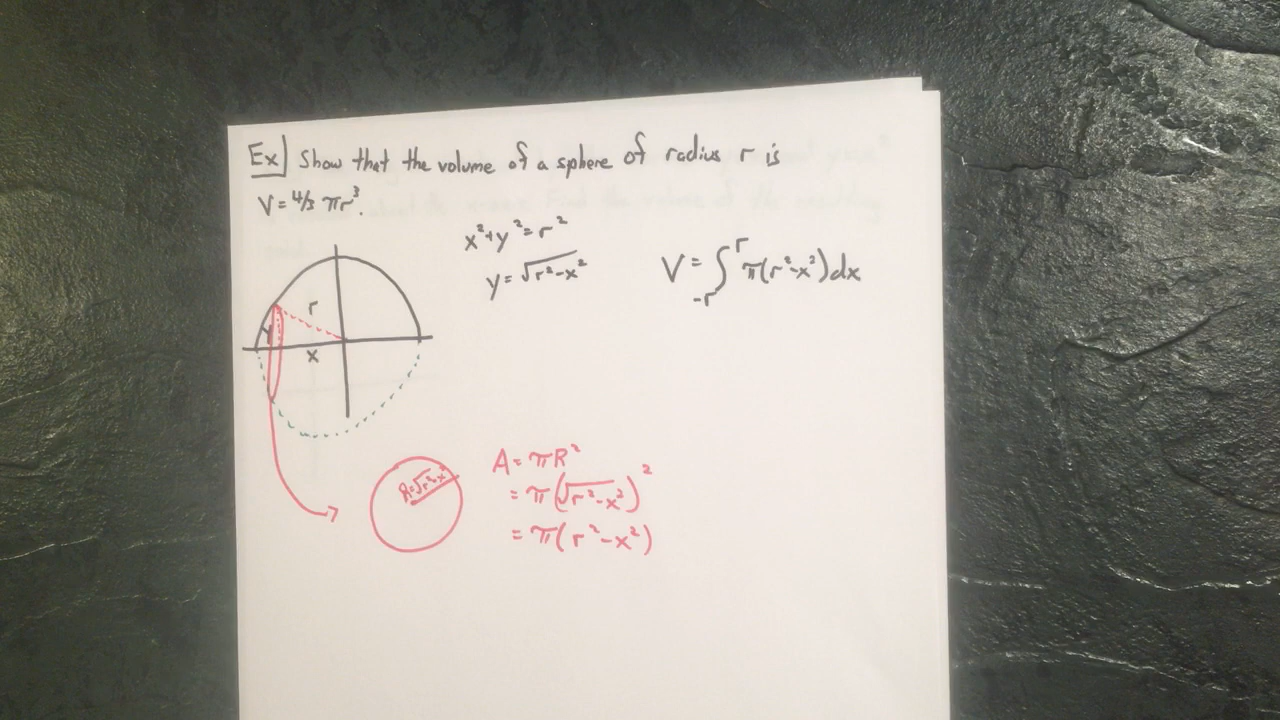 Ex] Show that the volume of a sphere of radius r is
V = 4/3 πr³.
x² + y² = r²
y = √(r² - x²)
V = ∫_{-r}^{r} π(r² - x²) dx
r
y
x
R = √(r² - x²)
A = πR²
= π(√(r² - x²))²
= π(r² - x²)